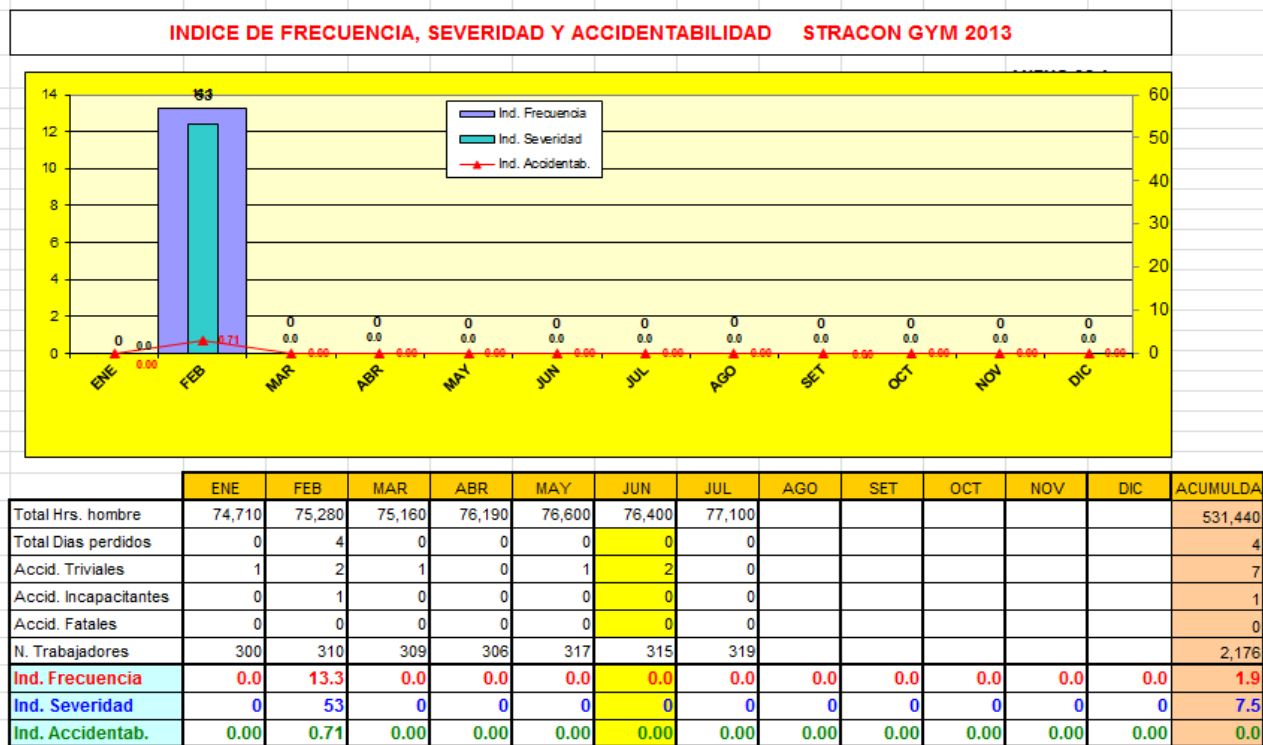 INDICE DE FRECUENCIA, SEVERIDAD Y ACCIDENTABILIDAD STRACON GYM 2013
14 53 60
Ind. Frecuencia
12 Ind. Severidad 50
Ind. Accidentab.
10 40
8
30
6
20
4
2 10
0 0 0 0 0 0 0 0 0 0 0
0.0 0.0 0.0 0.0 0.0 0.0 0.0 0.0 0.0 0.0 0.0
0 0.71 0.00 0.00 0.00 0.00 0.00 0.00 0.00 0.00 0.00 0.00 0
0.00
ENE FEB MAR ABR MAY JUN JUL AGO SET OCT NOV DIC
ENE FEB MAR ABR MAY JUN JUL AGO SET OCT NOV DIC ACUMULDA
Total Hrs. hombre 74,710 75,280 75,160 76,190 76,600 76,400 77,100 531,440
Total Dias perdidos 0 4 0 0 0 0 0 4
Accid. Triviales 1 2 1 0 1 2 0 7
Accid. Incapacitantes 0 1 0 0 0 0 0 1
Accid. Fatales 0 0 0 0 0 0 0 0
N. Trabajadores 300 310 309 306 317 315 319 2,176
Ind. Frecuencia 0.0 13.3 0.0 0.0 0.0 0.0 0.0 0.0 0.0 0.0 0.0 0.0 1.9
Ind. Severidad 0 53 0 0 0 0 0 0 0 0 0 0 7.5
Ind. Accidentab. 0.00 0.71 0.00 0.00 0.00 0.00 0.00 0.00 0.00 0.00 0.00 0.00 0.0